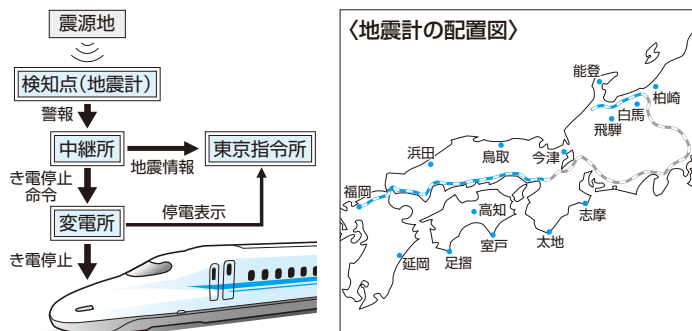 震源地
検知点(地震計)
警報
中継所
地震情報
東京指令所
き電停止
命令
変電所
停電表示
き電停止
〈地震計の配置図〉
能登
柏崎
白馬
飛騨
浜田
鳥取
今津
福岡
高知
志摩
室戸
太地
延岡
足摺